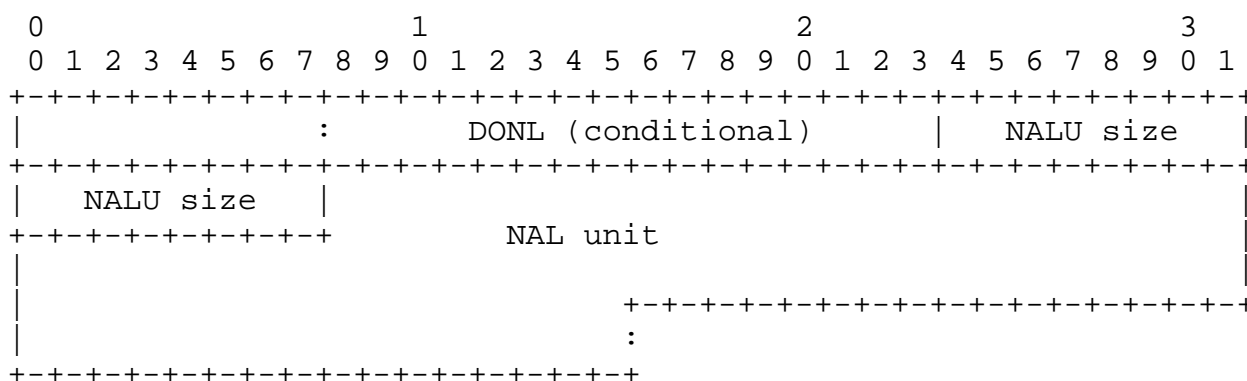 0                   1                   2                   3
 0 1 2 3 4 5 6 7 8 9 0 1 2 3 4 5 6 7 8 9 0 1 2 3 4 5 6 7 8 9 0 1
+-+-+-+-+-+-+-+-+-+-+-+-+-+-+-+-+-+-+-+-+-+-+-+-+-+-+-+-+-+-+-+-+
|               :       DONL (conditional)      |   NALU size   |
+-+-+-+-+-+-+-+-+-+-+-+-+-+-+-+-+-+-+-+-+-+-+-+-+-+-+-+-+-+-+-+-+
|   NALU size   |                                               |
+-+-+-+-+-+-+-+-+         NAL unit                              |
|                                                               |
|                               +-+-+-+-+-+-+-+-+-+-+-+-+-+-+-+-+
|                               :
+-+-+-+-+-+-+-+-+-+-+-+-+-+-+-+-+